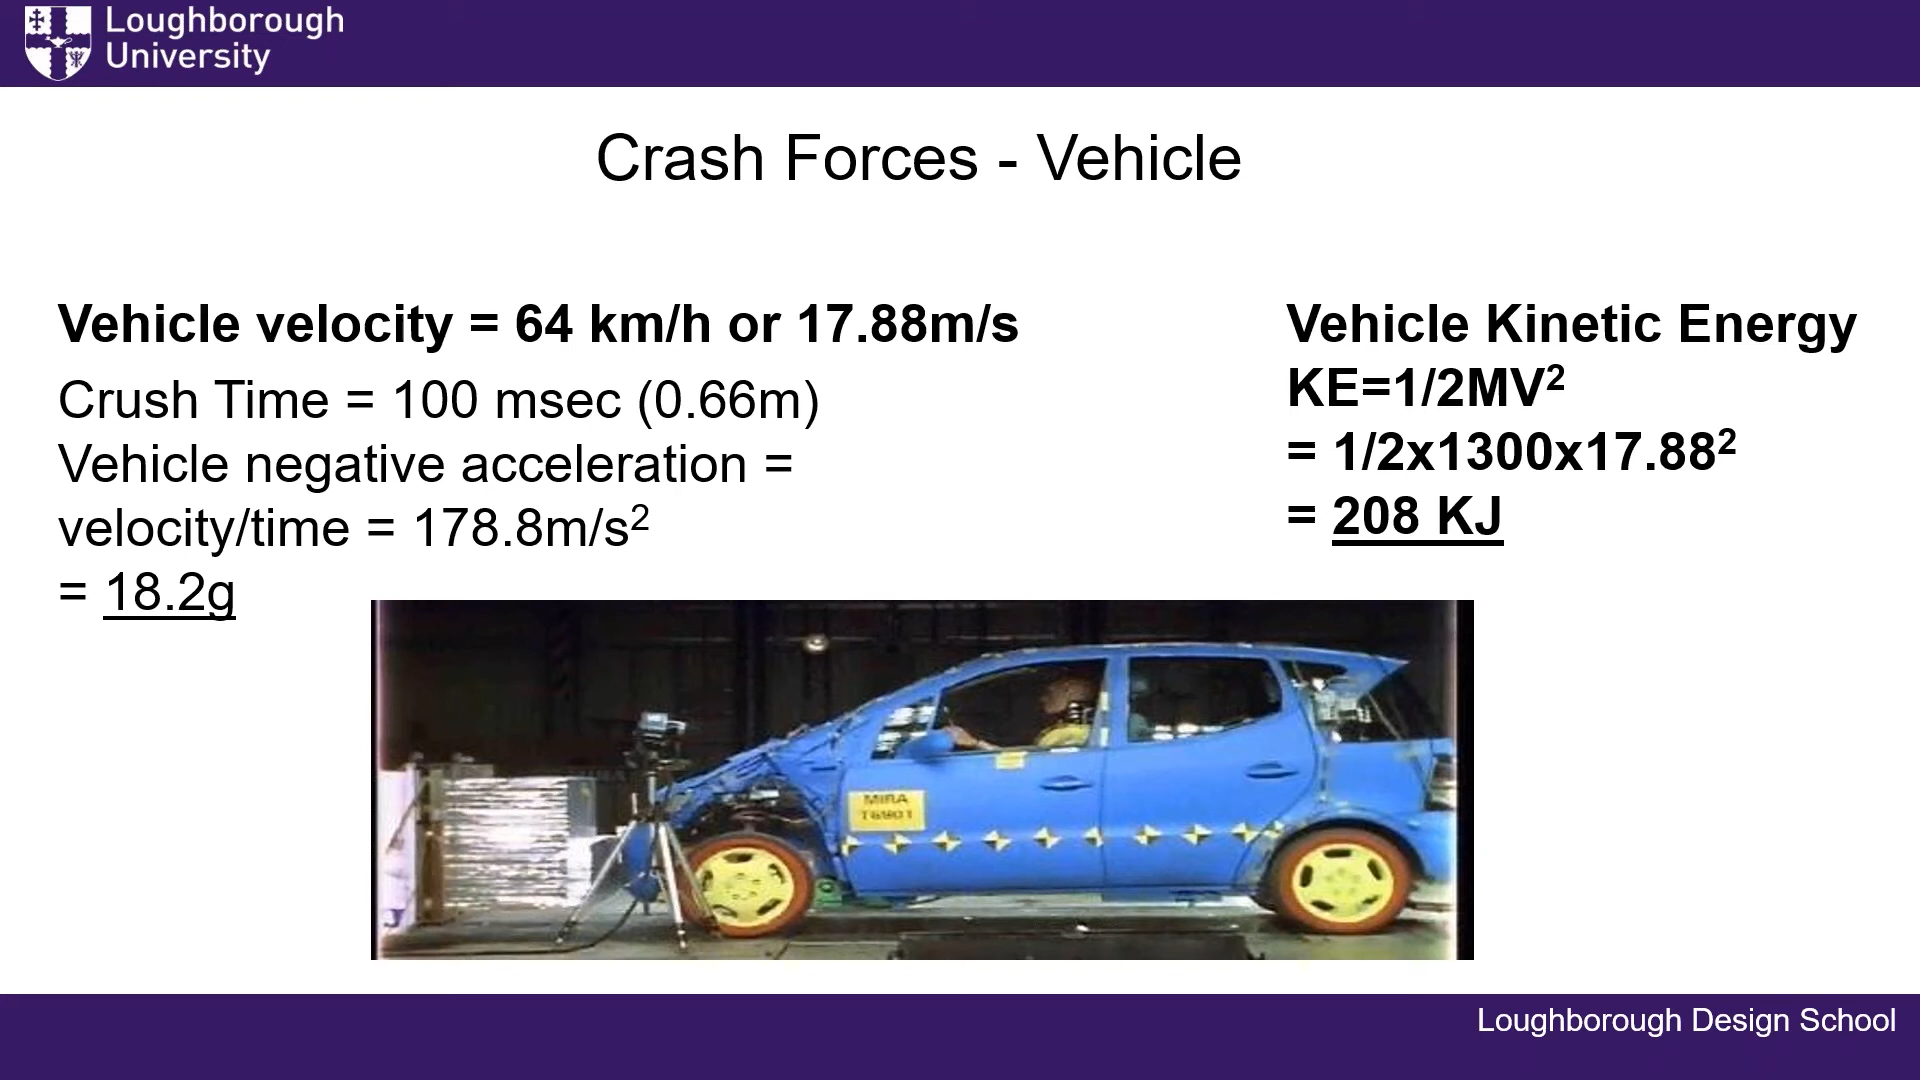 Loughborough
University
Crash Forces - Vehicle
Vehicle velocity = 64 km/h or 17.88m/s
Crush Time = 100 msec (0.66m)
Vehicle negative acceleration =
velocity/time = 178.8m/s²
= 18.2g
Vehicle Kinetic Energy
KE=1/2MV²
= 1/2x1300x17.88²
= 208 KJ
MIRA
Loughborough Design School